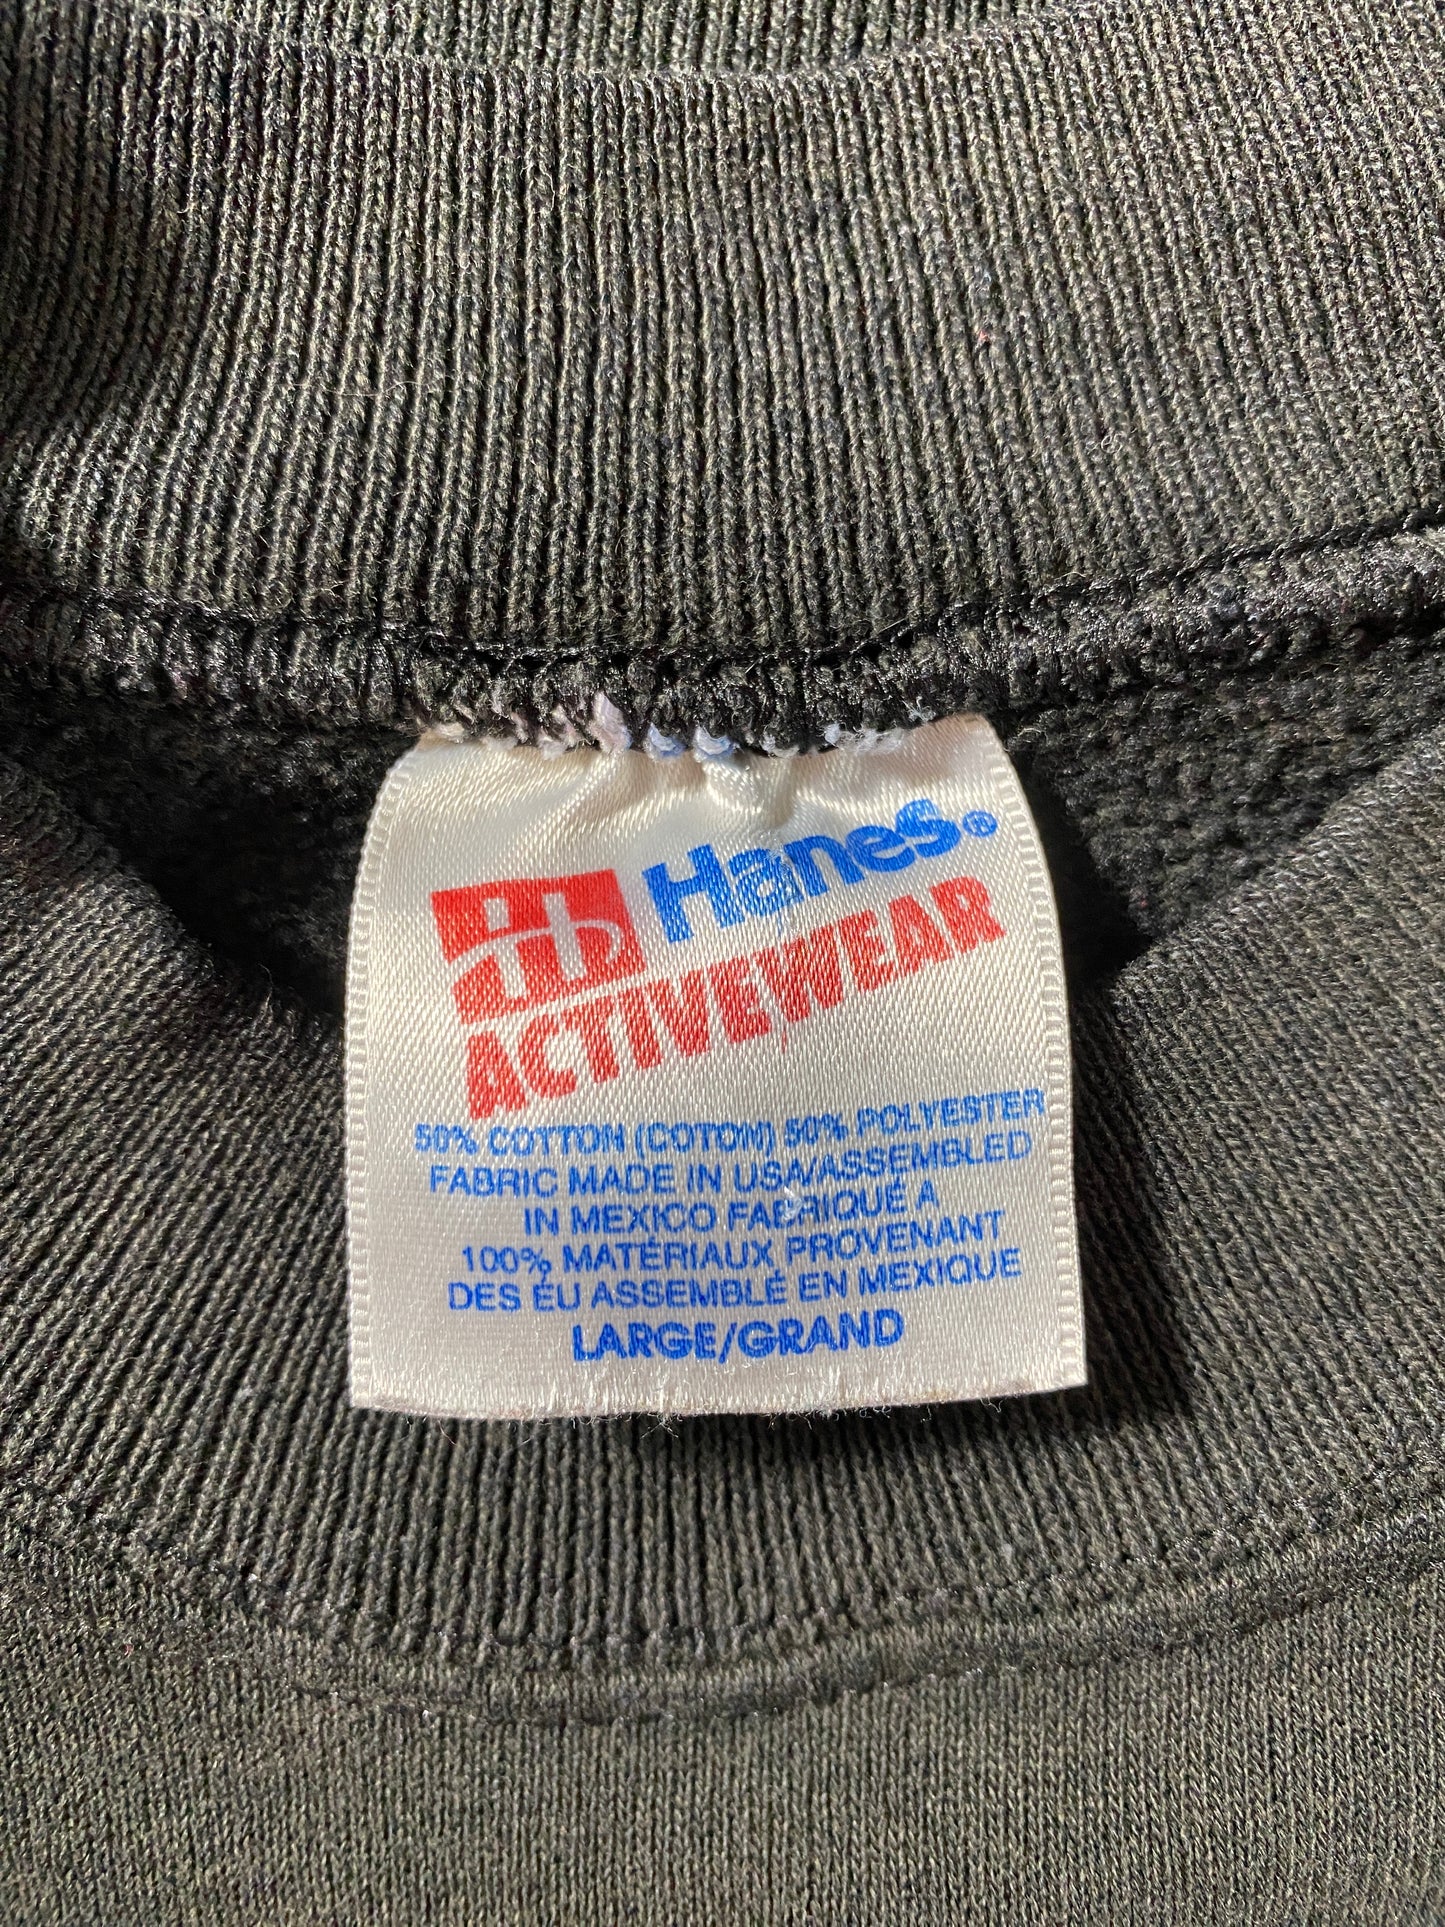 Hanes®
ACTIVEWEAR
50% COTTON (COTON) 50% POLYESTER
FABRIC MADE IN USA/ASSEMBLED
IN MEXICO FABRIQUÉ A
100% MATÉRIAUX PROVENANT
DES ÉU ASSEMBLÉ EN MEXIQUE
LARGE/GRAND